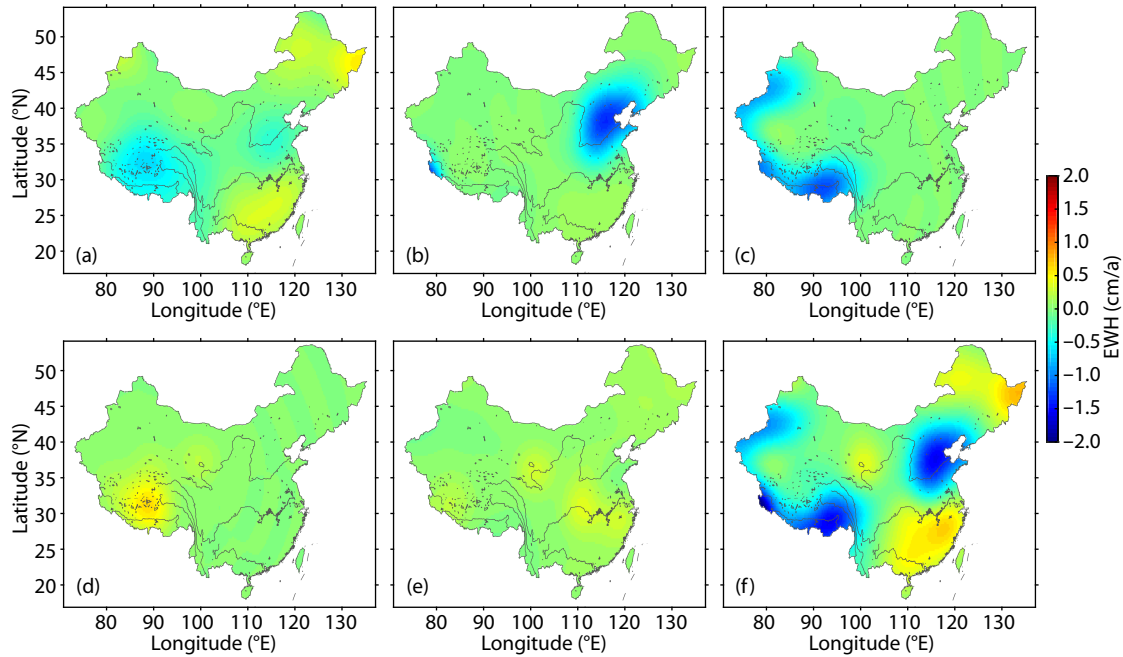 50
45
40
35
30
25
20
Latitude (°N)
(a)
80 90 100 110 120 130
Longitude (°E)
(b)
80 90 100 110 120 130
Longitude (°E)
(c)
80 90 100 110 120 130
Longitude (°E)
50
45
40
35
30
25
20
Latitude (°N)
(d)
80 90 100 110 120 130
Longitude (°E)
(e)
80 90 100 110 120 130
Longitude (°E)
(f)
80 90 100 110 120 130
Longitude (°E)
2.0
1.5
1.0
0.5
0.0
−0.5
−1.0
−1.5
−2.0
EWH (cm/a)